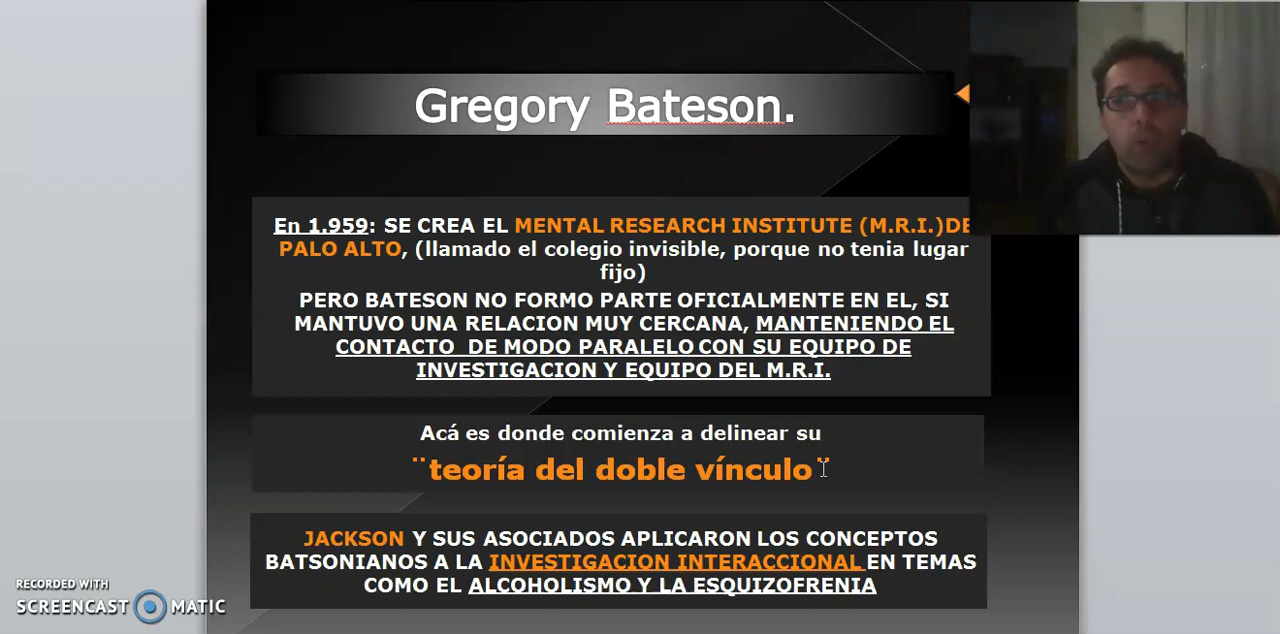 Gregory Bateson.
En 1.959: SE CREA EL MENTAL RESEARCH INSTITUTE (M.R.I.)DE
PALO ALTO, (llamado el colegio invisible, porque no tenia lugar
fijo)
PERO BATESON NO FORMO PARTE OFICIALMENTE EN EL, SI
MANTUVO UNA RELACION MUY CERCANA, MANTENIENDO EL
CONTACTO DE MODO PARALELO CON SU EQUIPO DE
INVESTIGACION Y EQUIPO DEL M.R.I.
Acá es donde comienza a delinear su
¨teoría del doble vínculo¨
JACKSON Y SUS ASOCIADOS APLICARON LOS CONCEPTOS
BATSONIANOS A LA INVESTIGACION INTERACCIONAL EN TEMAS
COMO EL ALCOHOLISMO Y LA ESQUIZOFRENIA
RECORDED WITH
SCREENCAST MATIC